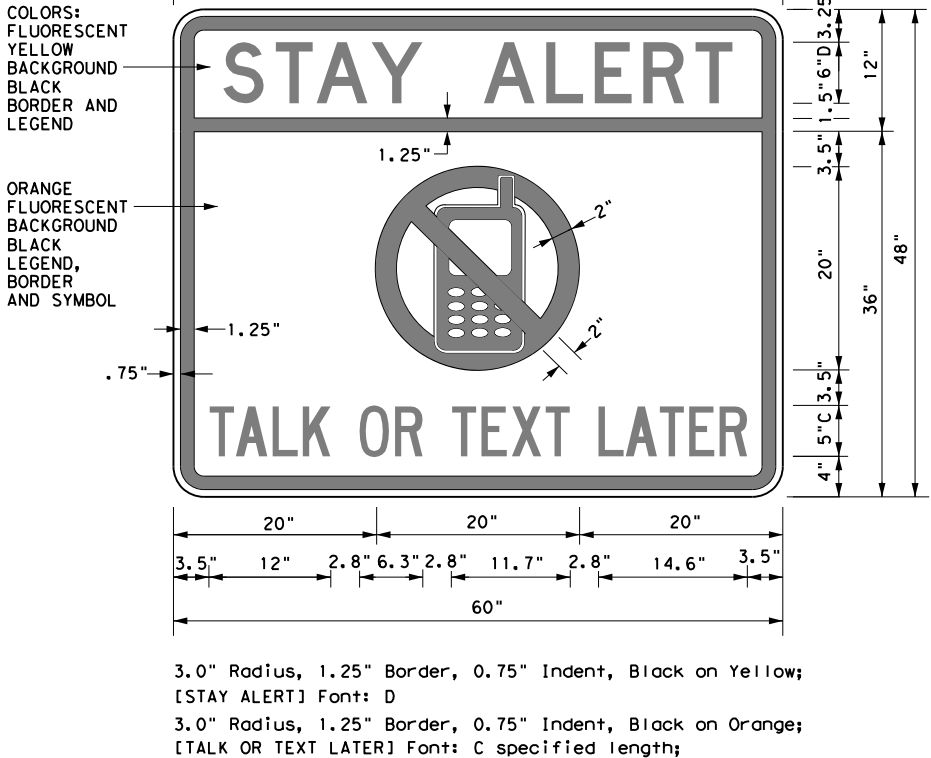 COLORS:
FLUORESCENT
YELLOW
BACKGROUND
BLACK
BORDER AND
LEGEND
STAY ALERT
3.25"
6"D
1.5"
12"
1.25"
3.5"
48"
ORANGE
FLUORESCENT
BACKGROUND
BLACK
LEGEND,
BORDER
AND SYMBOL
2"
20"
36"
1.25"
2"
.75"
3.5"
TALK OR TEXT LATER
5"C
4"
20" 20" 20"
3.5" 12" 2.8" 6.3" 2.8" 11.7" 2.8" 14.6" 3.5"
60"
3.0" Radius, 1.25" Border, 0.75" Indent, Black on Yellow;
[STAY ALERT] Font: D
3.0" Radius, 1.25" Border, 0.75" Indent, Black on Orange;
[TALK OR TEXT LATER] Font: C specified length;